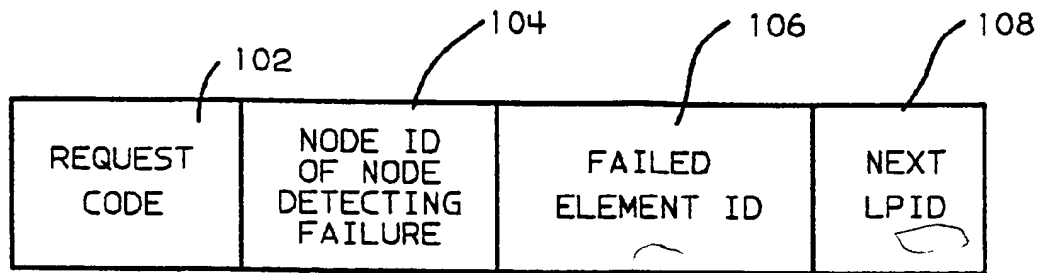 102
104
106
108
REQUEST
CODE
NODE ID
OF NODE
DETECTING
FAILURE
FAILED
ELEMENT ID
NEXT
LPID